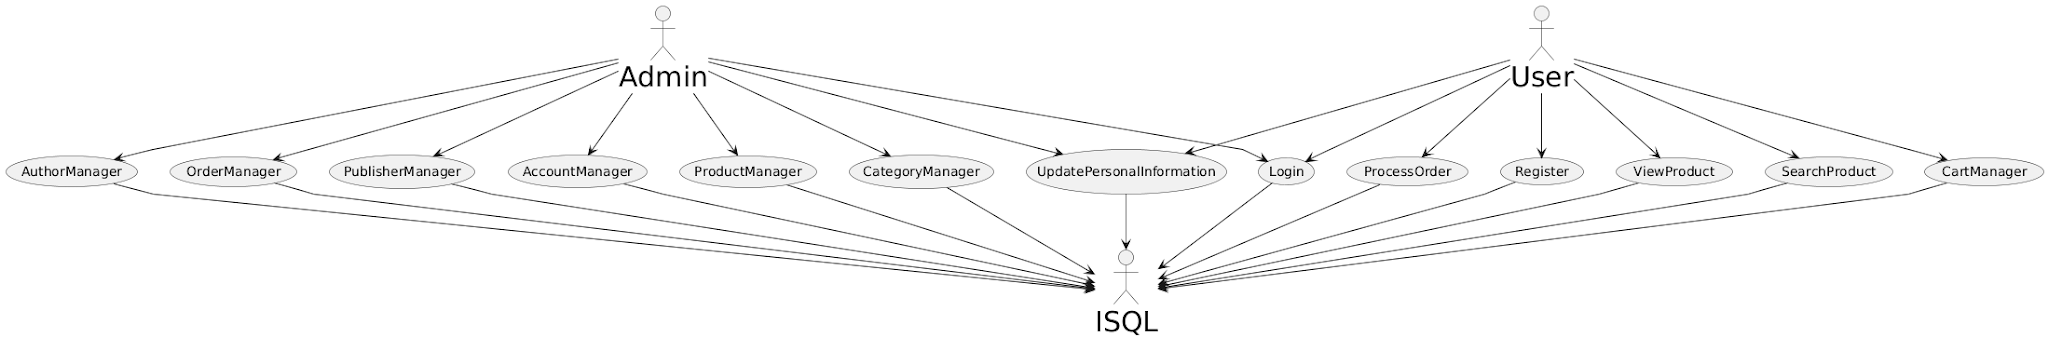 Admin
User
AuthorManager
OrderManager
PublisherManager
AccountManager
ProductManager
CategoryManager
UpdatePersonalInformation
Login
ProcessOrder
Register
ViewProduct
SearchProduct
CartManager
ISQL